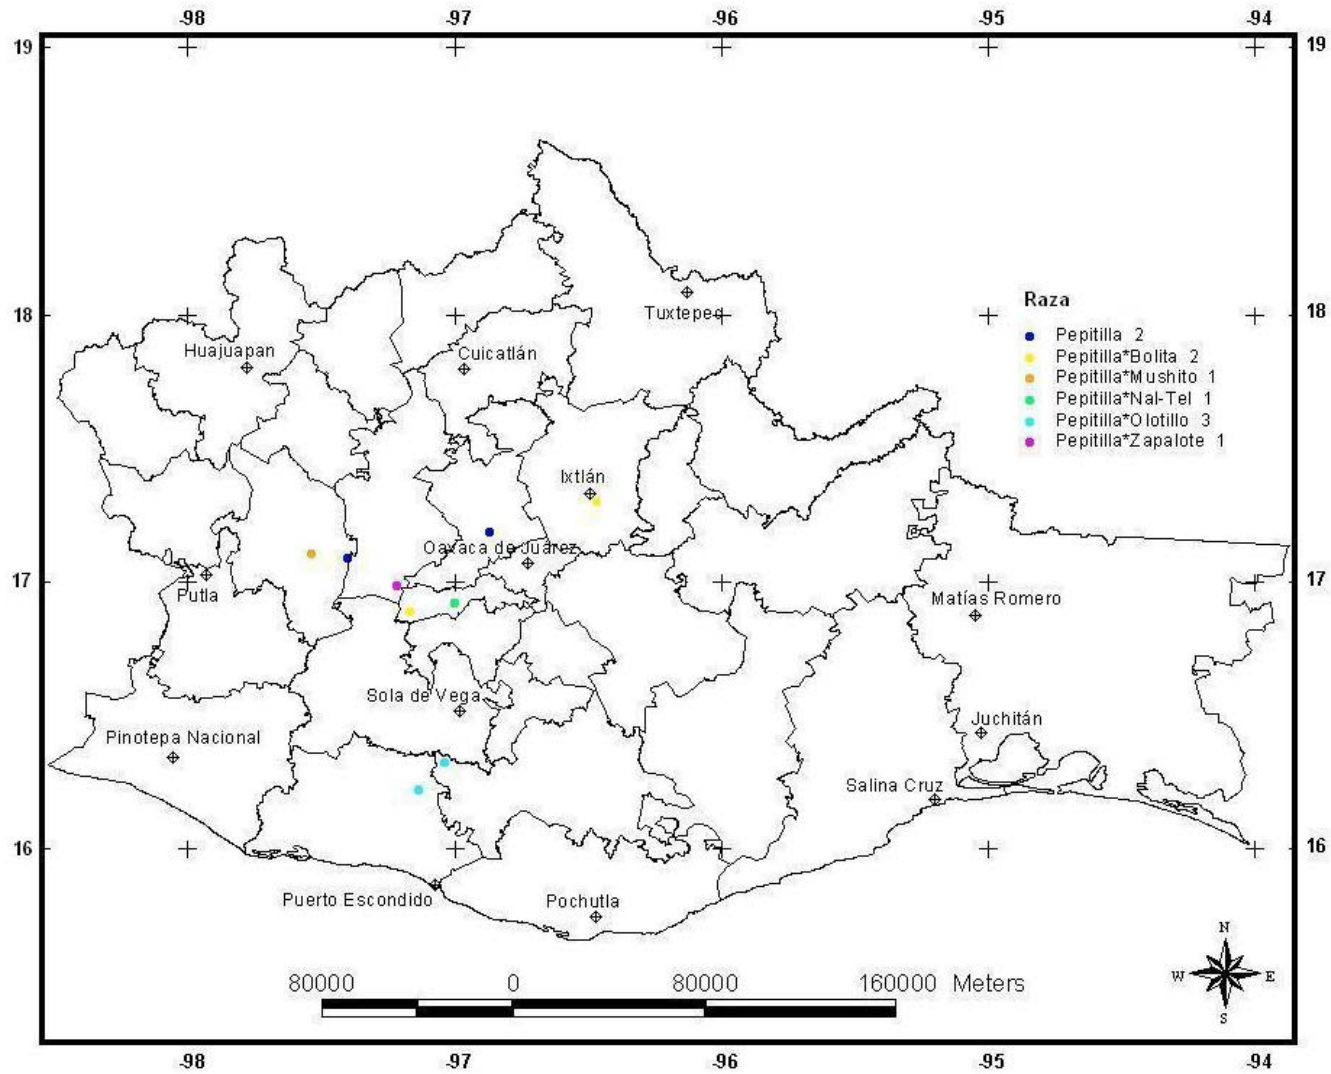 -98 -97 -96 -95 -94
19 19
18 18
17 17
16 16
Tuxtepec
Huajuapan
Cuicatlán
Ixtlán
Oaxaca de Juárez
Putla
Matías Romero
Sola de Vega
Juchitán
Pinotepa Nacional
Salina Cruz
Puerto Escondido
Pochutla
Raza
Pepitilla 2
Pepitilla*Bolita 2
Pepitilla*Mushito 1
Pepitilla*Nal-Tel 1
Pepitilla*Olotillo 3
Pepitilla*Zapalote 1
N
W E
S
80000 0 80000 160000 Meters
-98 -97 -96 -95 -94